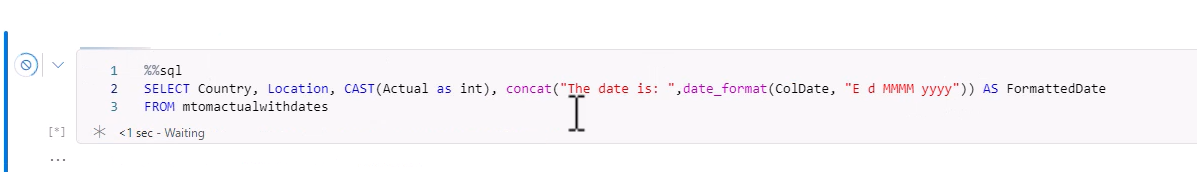 1 %%sql
2 SELECT Country, Location, CAST(Actual as int), concat("The date is: ",date_format(ColDate, "E d MMMM yyyy")) AS FormattedDate
3 FROM mtomactualwithdates
[*] <1 sec - Waiting
...